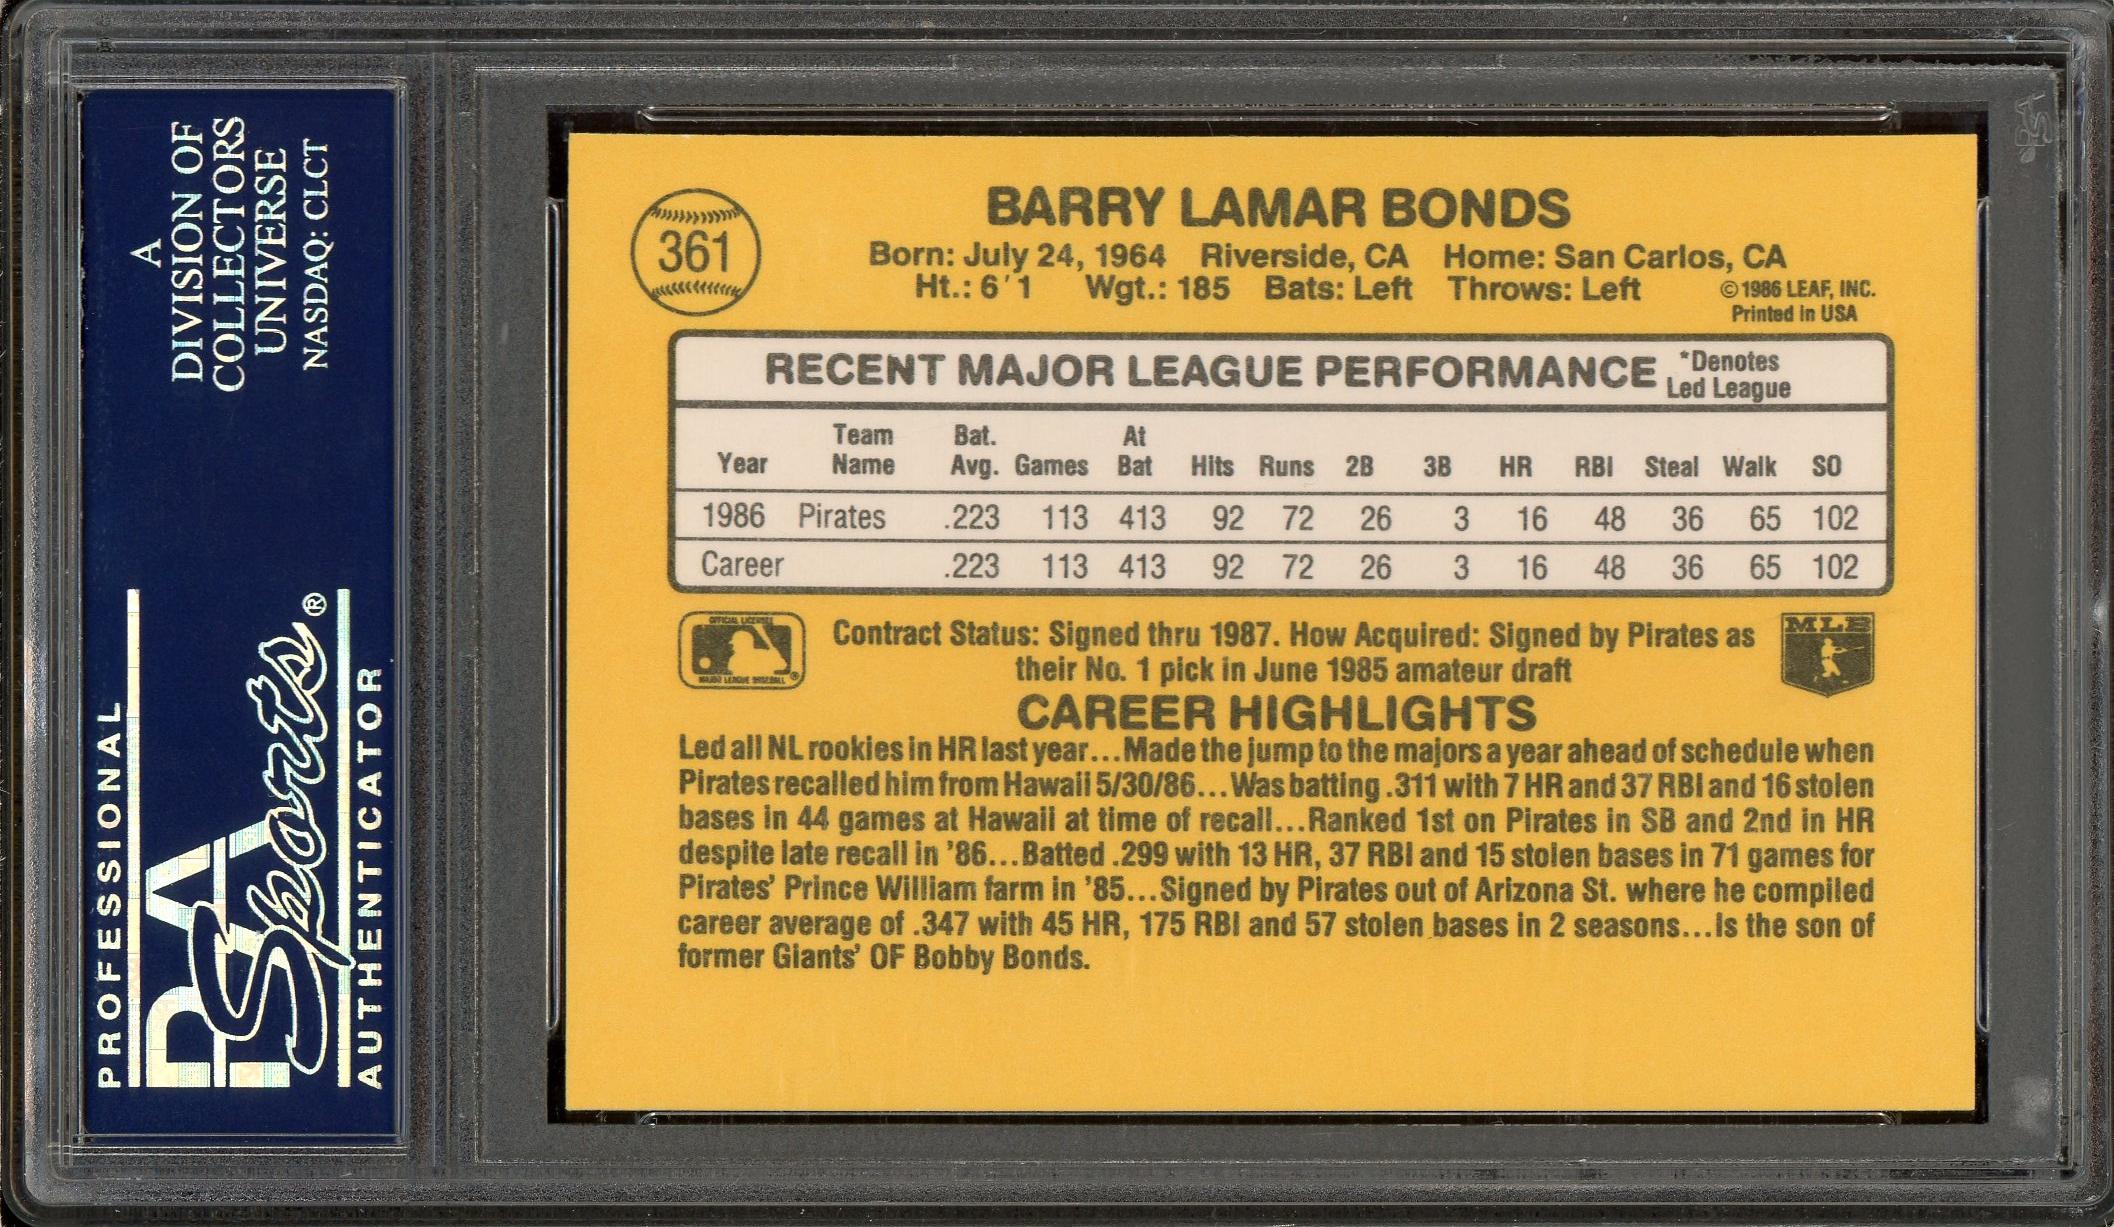 A
DIVISION OF
COLLECTORS
UNIVERSE
NASDAQ: CLCT
PROFESSIONAL
PSA
Sports®
AUTHENTICATOR
361
BARRY LAMAR BONDS
Born: July 24, 1964 Riverside, CA Home: San Carlos, CA
Ht.: 6'1 Wgt.: 185 Bats: Left Throws: Left
©1986 LEAF, INC.
Printed in USA
RECENT MAJOR LEAGUE PERFORMANCE
*Denotes
Led League
Year Team Name Bat. Avg. Games At Bat Hits Runs 2B 3B HR RBI Steal Walk SO
1986 Pirates .223 113 413 92 72 26 3 16 48 36 65 102
Career .223 113 413 92 72 26 3 16 48 36 65 102
OFFICIAL LICENSEE
MAJOR LEAGUE BASEBALL®
Contract Status: Signed thru 1987. How Acquired: Signed by Pirates as
their No. 1 pick in June 1985 amateur draft
MLB
CAREER HIGHLIGHTS
Led all NL rookies in HR last year...Made the jump to the majors a year ahead of schedule when
Pirates recalled him from Hawaii 5/30/86...Was batting .311 with 7 HR and 37 RBI and 16 stolen
bases in 44 games at Hawaii at time of recall...Ranked 1st on Pirates in SB and 2nd in HR
despite late recall in '86...Batted .299 with 13 HR, 37 RBI and 15 stolen bases in 71 games for
Pirates' Prince William farm in '85...Signed by Pirates out of Arizona St. where he compiled
career average of .347 with 45 HR, 175 RBI and 57 stolen bases in 2 seasons...Is the son of
former Giants' OF Bobby Bonds.